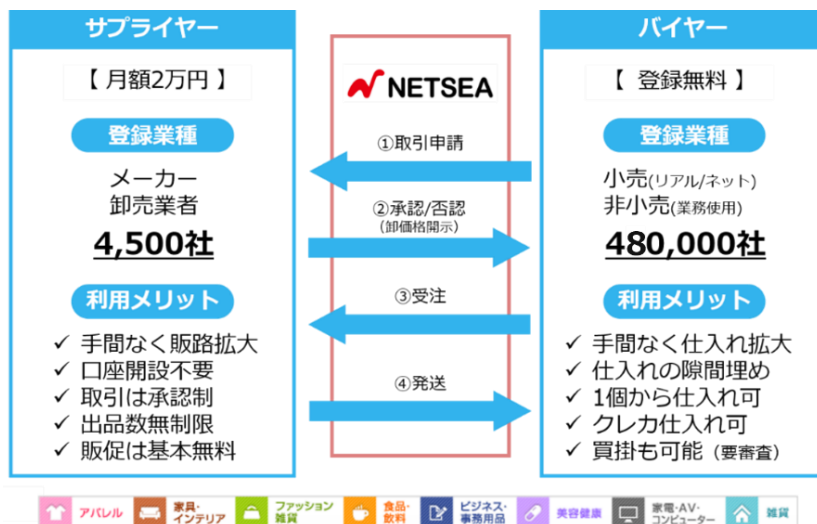 サプライヤー
【 月額2万円 】
登録業種
メーカー
卸売業者
4,500社
利用メリット
✓ 手間なく販路拡大
✓ 口座開設不要
✓ 取引は承認制
✓ 出品数無制限
✓ 販促は基本無料
NETSEA
①取引申請
②承認/否認
(卸価格開示)
③受注
④発送
バイヤー
【 登録無料 】
登録業種
小売(リアル/ネット)
非小売(業務使用)
480,000社
利用メリット
✓ 手間なく仕入れ拡大
✓ 仕入れの隙間埋め
✓ 1個から仕入れ可
✓ クレカ仕入れ可
✓ 買掛も可能 (要審査)
アパレル
家具・
インテリア
ファッション
雑貨
食品・
飲料
ビジネス・
事務用品
美容健康
家電・AV・
コンピューター
雑貨